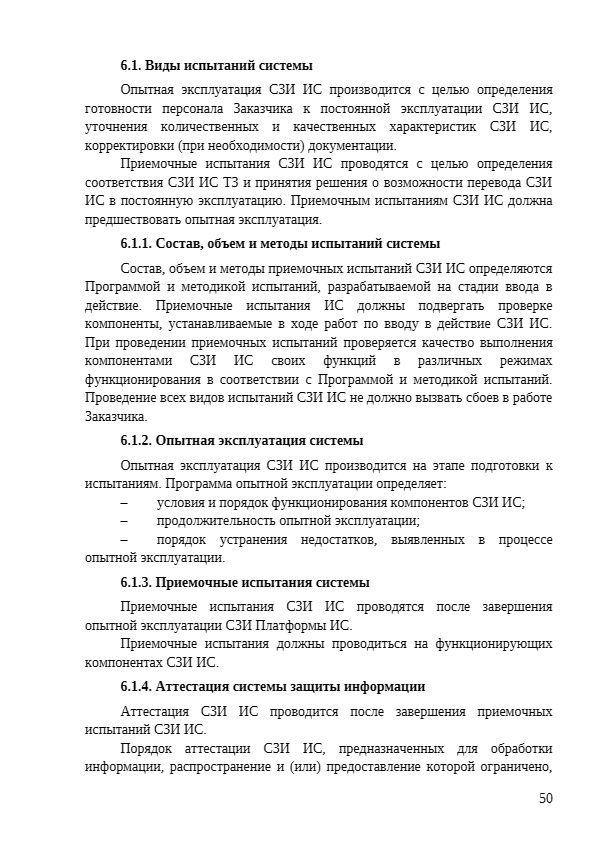 6.1. Виды испытаний системы
Опытная эксплуатация СЗИ ИС производится с целью определения
готовности персонала Заказчика к постоянной эксплуатации СЗИ ИС,
уточнения количественных и качественных характеристик СЗИ ИС,
корректировки (при необходимости) документации.
Приемочные испытания СЗИ ИС проводятся с целью определения
соответствия СЗИ ИС ТЗ и принятия решения о возможности перевода СЗИ
ИС в постоянную эксплуатацию. Приемочным испытаниям СЗИ ИС должна
предшествовать опытная эксплуатация.
6.1.1. Состав, объем и методы испытаний системы
Состав, объем и методы приемочных испытаний СЗИ ИС определяются
Программой и методикой испытаний, разрабатываемой на стадии ввода в
действие. Приемочные испытания ИС должны подвергать проверке
компоненты, устанавливаемые в ходе работ по вводу в действие СЗИ ИС.
При проведении приемочных испытаний проверяется качество выполнения
компонентами СЗИ ИС своих функций в различных режимах
функционирования в соответствии с Программой и методикой испытаний.
Проведение всех видов испытаний СЗИ ИС не должно вызвать сбоев в работе
Заказчика.
6.1.2. Опытная эксплуатация системы
Опытная эксплуатация СЗИ ИС производится на этапе подготовки к
испытаниям. Программа опытной эксплуатации определяет:
– условия и порядок функционирования компонентов СЗИ ИС;
– продолжительность опытной эксплуатации;
– порядок устранения недостатков, выявленных в процессе
опытной эксплуатации.
6.1.3. Приемочные испытания системы
Приемочные испытания СЗИ ИС проводятся после завершения
опытной эксплуатации СЗИ Платформы ИС.
Приемочные испытания должны проводиться на функционирующих
компонентах СЗИ ИС.
6.1.4. Аттестация системы защиты информации
Аттестация СЗИ ИС проводится после завершения приемочных
испытаний СЗИ ИС.
Порядок аттестации СЗИ ИС, предназначенных для обработки
информации, распространение и (или) предоставление которой ограничено,
50